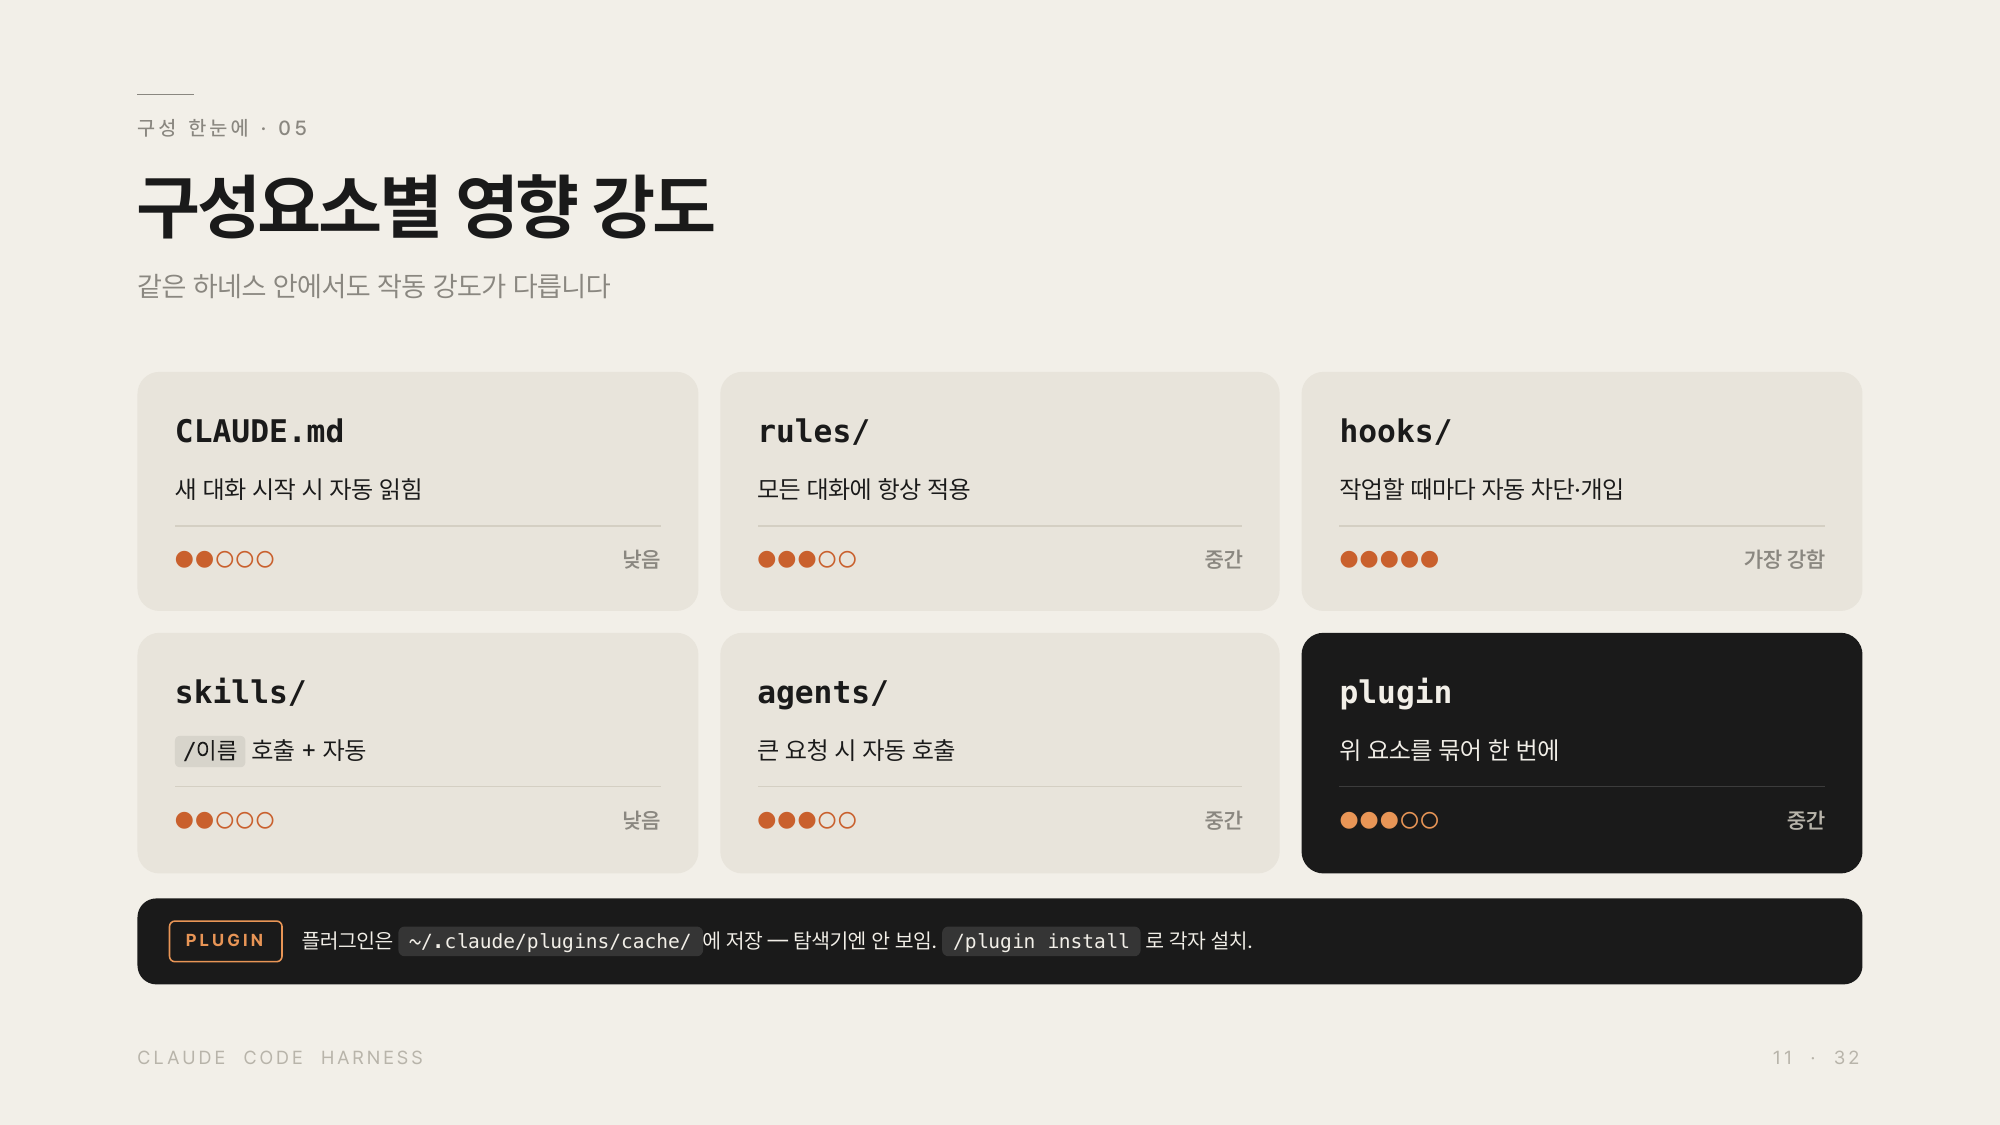 구성 한눈에 · 05
구성요소별 영향 강도
같은 하네스 안에서도 작동 강도가 다릅니다
CLAUDE.md
새 대화 시작 시 자동 읽힘
●●○○○ 낮음
rules/
모든 대화에 항상 적용
●●●○○ 중간
hooks/
작업할 때마다 자동 차단·개입
●●●●● 가장 강함
skills/
/이름 호출 + 자동
●●○○○ 낮음
agents/
큰 요청 시 자동 호출
●●●○○ 중간
plugin
위 요소를 묶어 한 번에
●●●○○ 중간
PLUGIN 플러그인은 ~/.claude/plugins/cache/ 에 저장 — 탐색기엔 안 보임. /plugin install 로 각자 설치.
CLAUDE CODE HARNESS
11 · 32